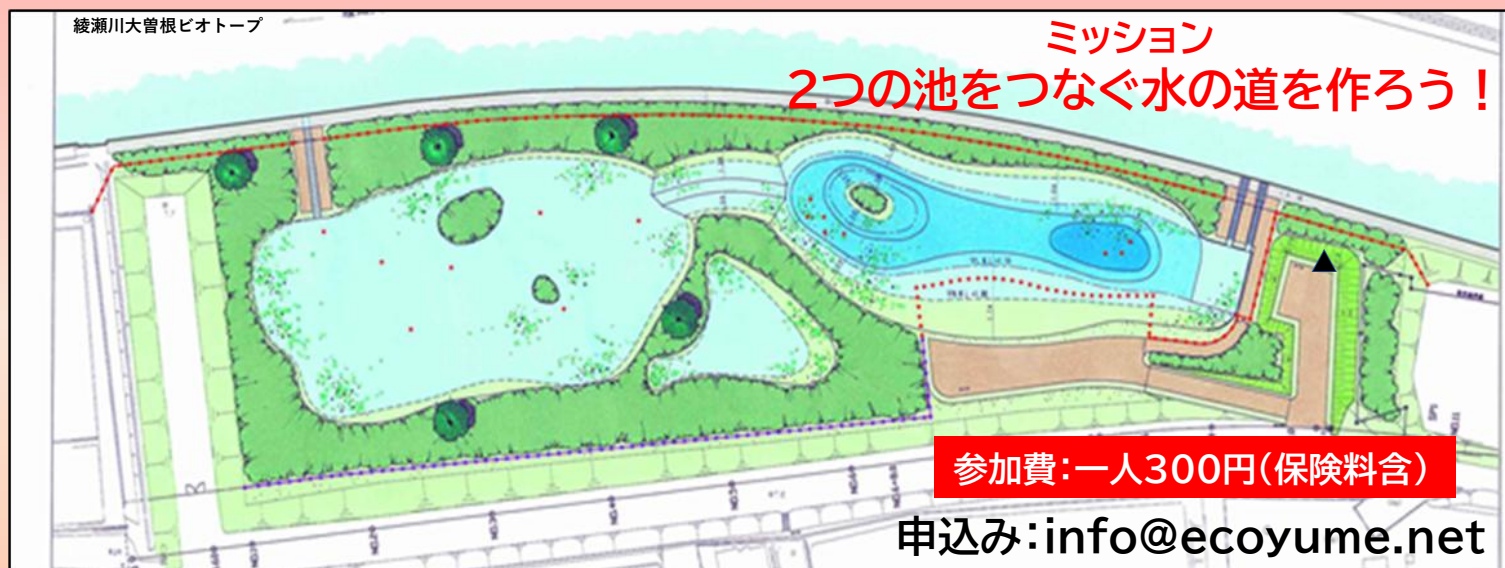 綾瀬川大曽根ビオトープ
ミッション
2つの池をつなぐ水の道を作ろう！
▲
参加費：一人300円（保険料含）
申込み：info@ecoyume.net